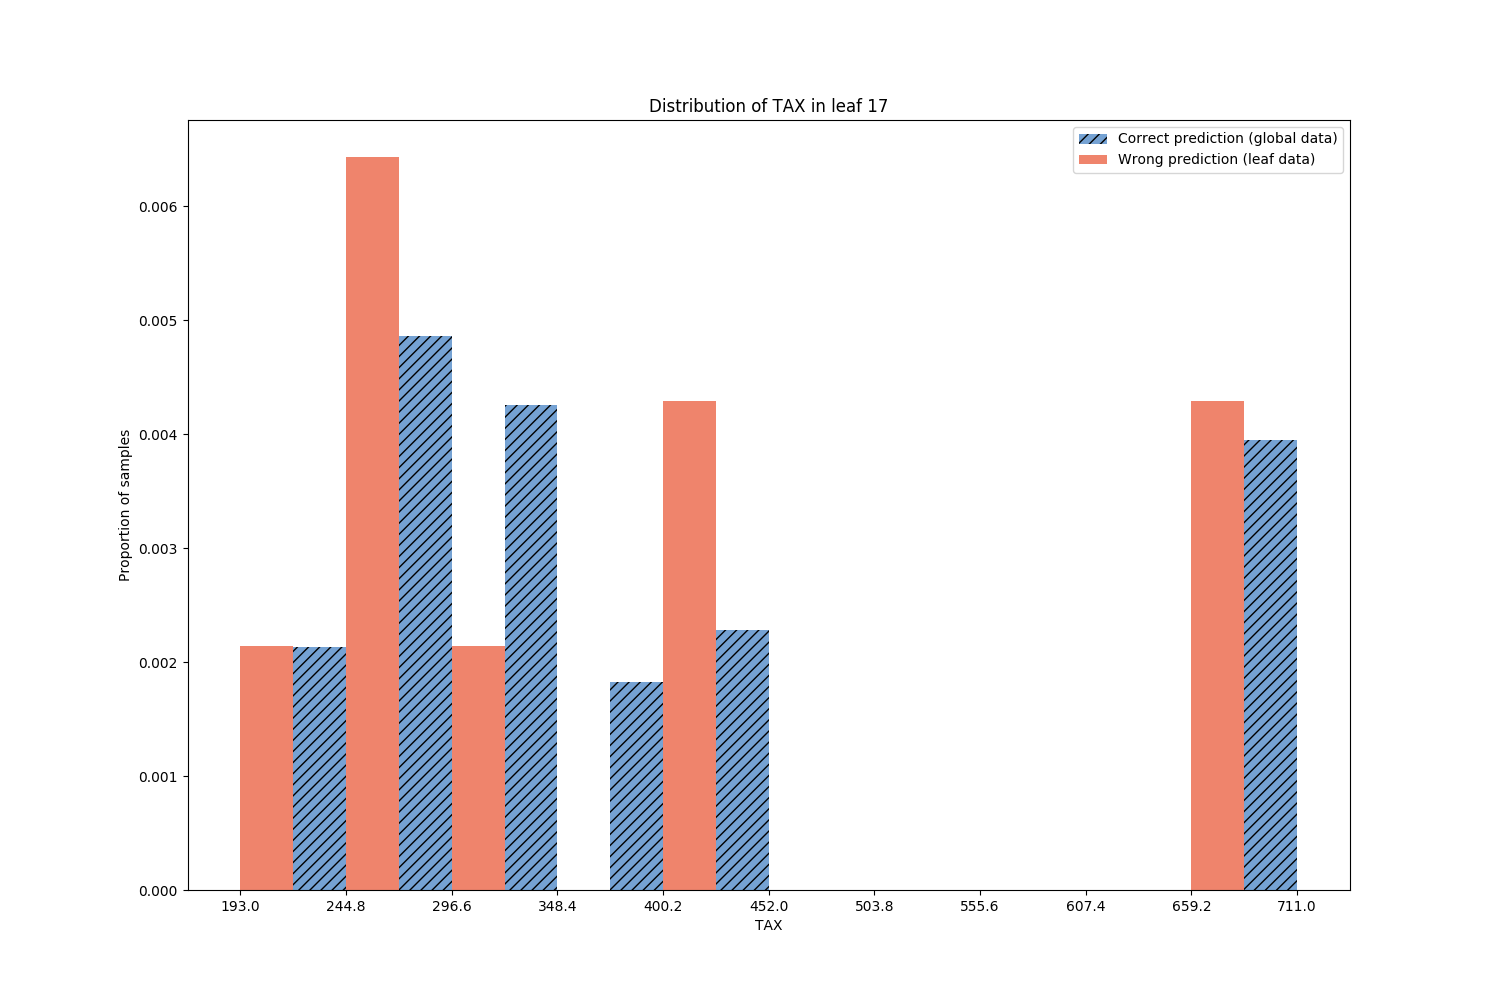 Distribution of TAX in leaf 17
Correct prediction (global data)
Wrong prediction (leaf data)
Proportion of samples
0.006
0.005
0.004
0.003
0.002
0.001
0.000
193.0 244.8 296.6 348.4 400.2 452.0 503.8 555.6 607.4 659.2 711.0
TAX